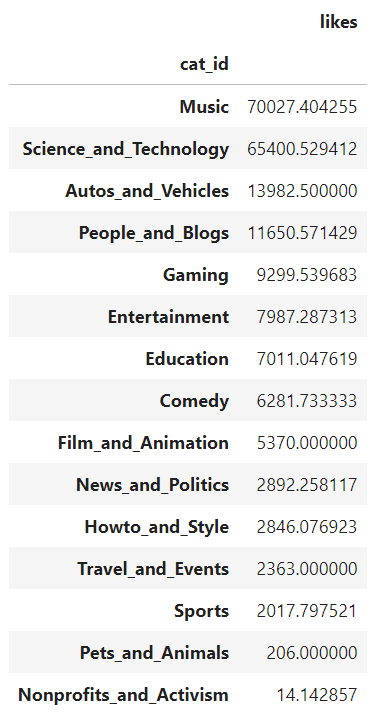 likes
cat_id
Music 70027.404255
Science_and_Technology 65400.529412
Autos_and_Vehicles 13982.500000
People_and_Blogs 11650.571429
Gaming 9299.539683
Entertainment 7987.287313
Education 7011.047619
Comedy 6281.733333
Film_and_Animation 5370.000000
News_and_Politics 2892.258117
Howto_and_Style 2846.076923
Travel_and_Events 2363.000000
Sports 2017.797521
Pets_and_Animals 206.000000
Nonprofits_and_Activism 14.142857